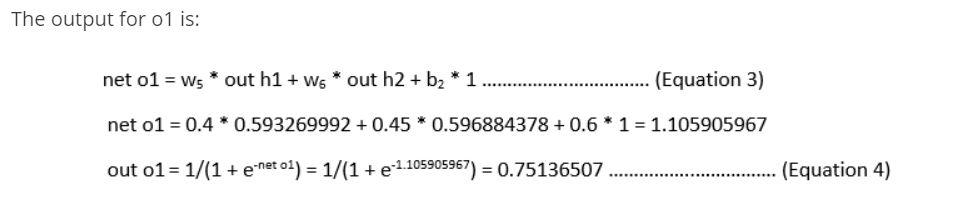 The output for o1 is:
net o1 = w₅ * out h1 + w₆ * out h2 + b₂ * 1 .................................. (Equation 3)
net o1 = 0.4 * 0.593269992 + 0.45 * 0.596884378 + 0.6 * 1 = 1.105905967
out o1 = 1/(1 + e⁻ⁿᵉᵗ ᵒ¹) = 1/(1 + e⁻¹·¹⁰⁵⁹⁰⁵⁹⁶⁷) = 0.75136507 .................................. (Equation 4)